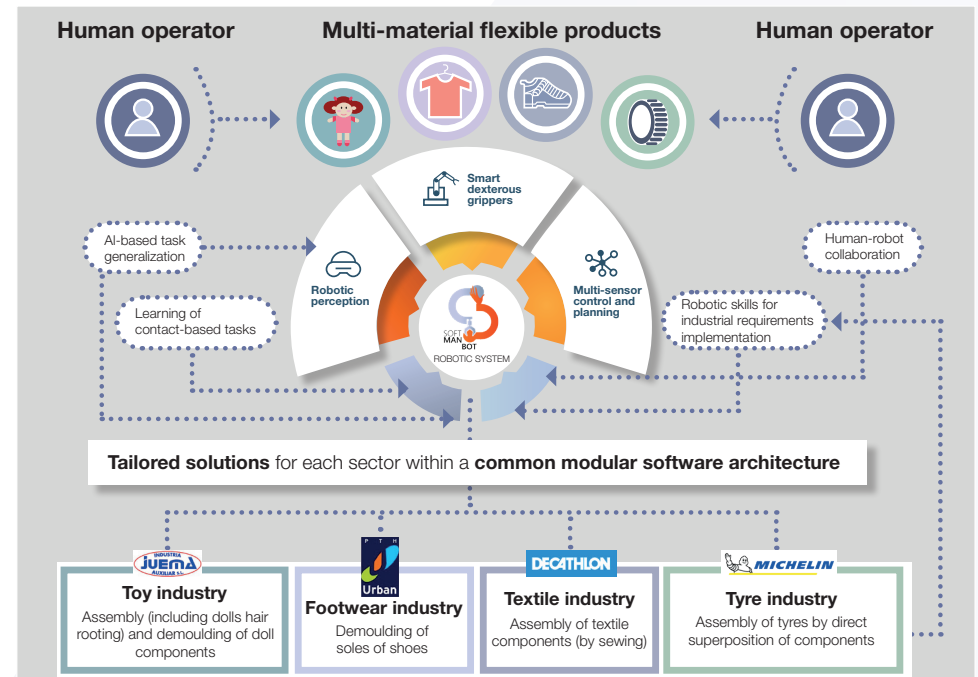 Human operator
Multi-material flexible products
Human operator
Smart
dexterous
grippers
Robotic
perception
Multi-sensor
control and
planning
AI-based task
generalization
Learning of
contact-based tasks
Human-robot
collaboration
Robotic skills for
industrial requirements
implementation
SOFT
MAN
BOT
ROBOTIC SYSTEM
Tailored solutions for each sector within a common modular software architecture
INDUSTRIA
JUEMA
AUXILIAR S.L.
Toy industry
Assembly (including dolls hair
rooting) and demoulding of doll
components
P T H
Urban
Footwear industry
Demoulding of
soles of shoes
DECATHLON
Textile industry
Assembly of textile
components (by sewing)
MICHELIN
Tyre industry
Assembly of tyres by direct
superposition of components